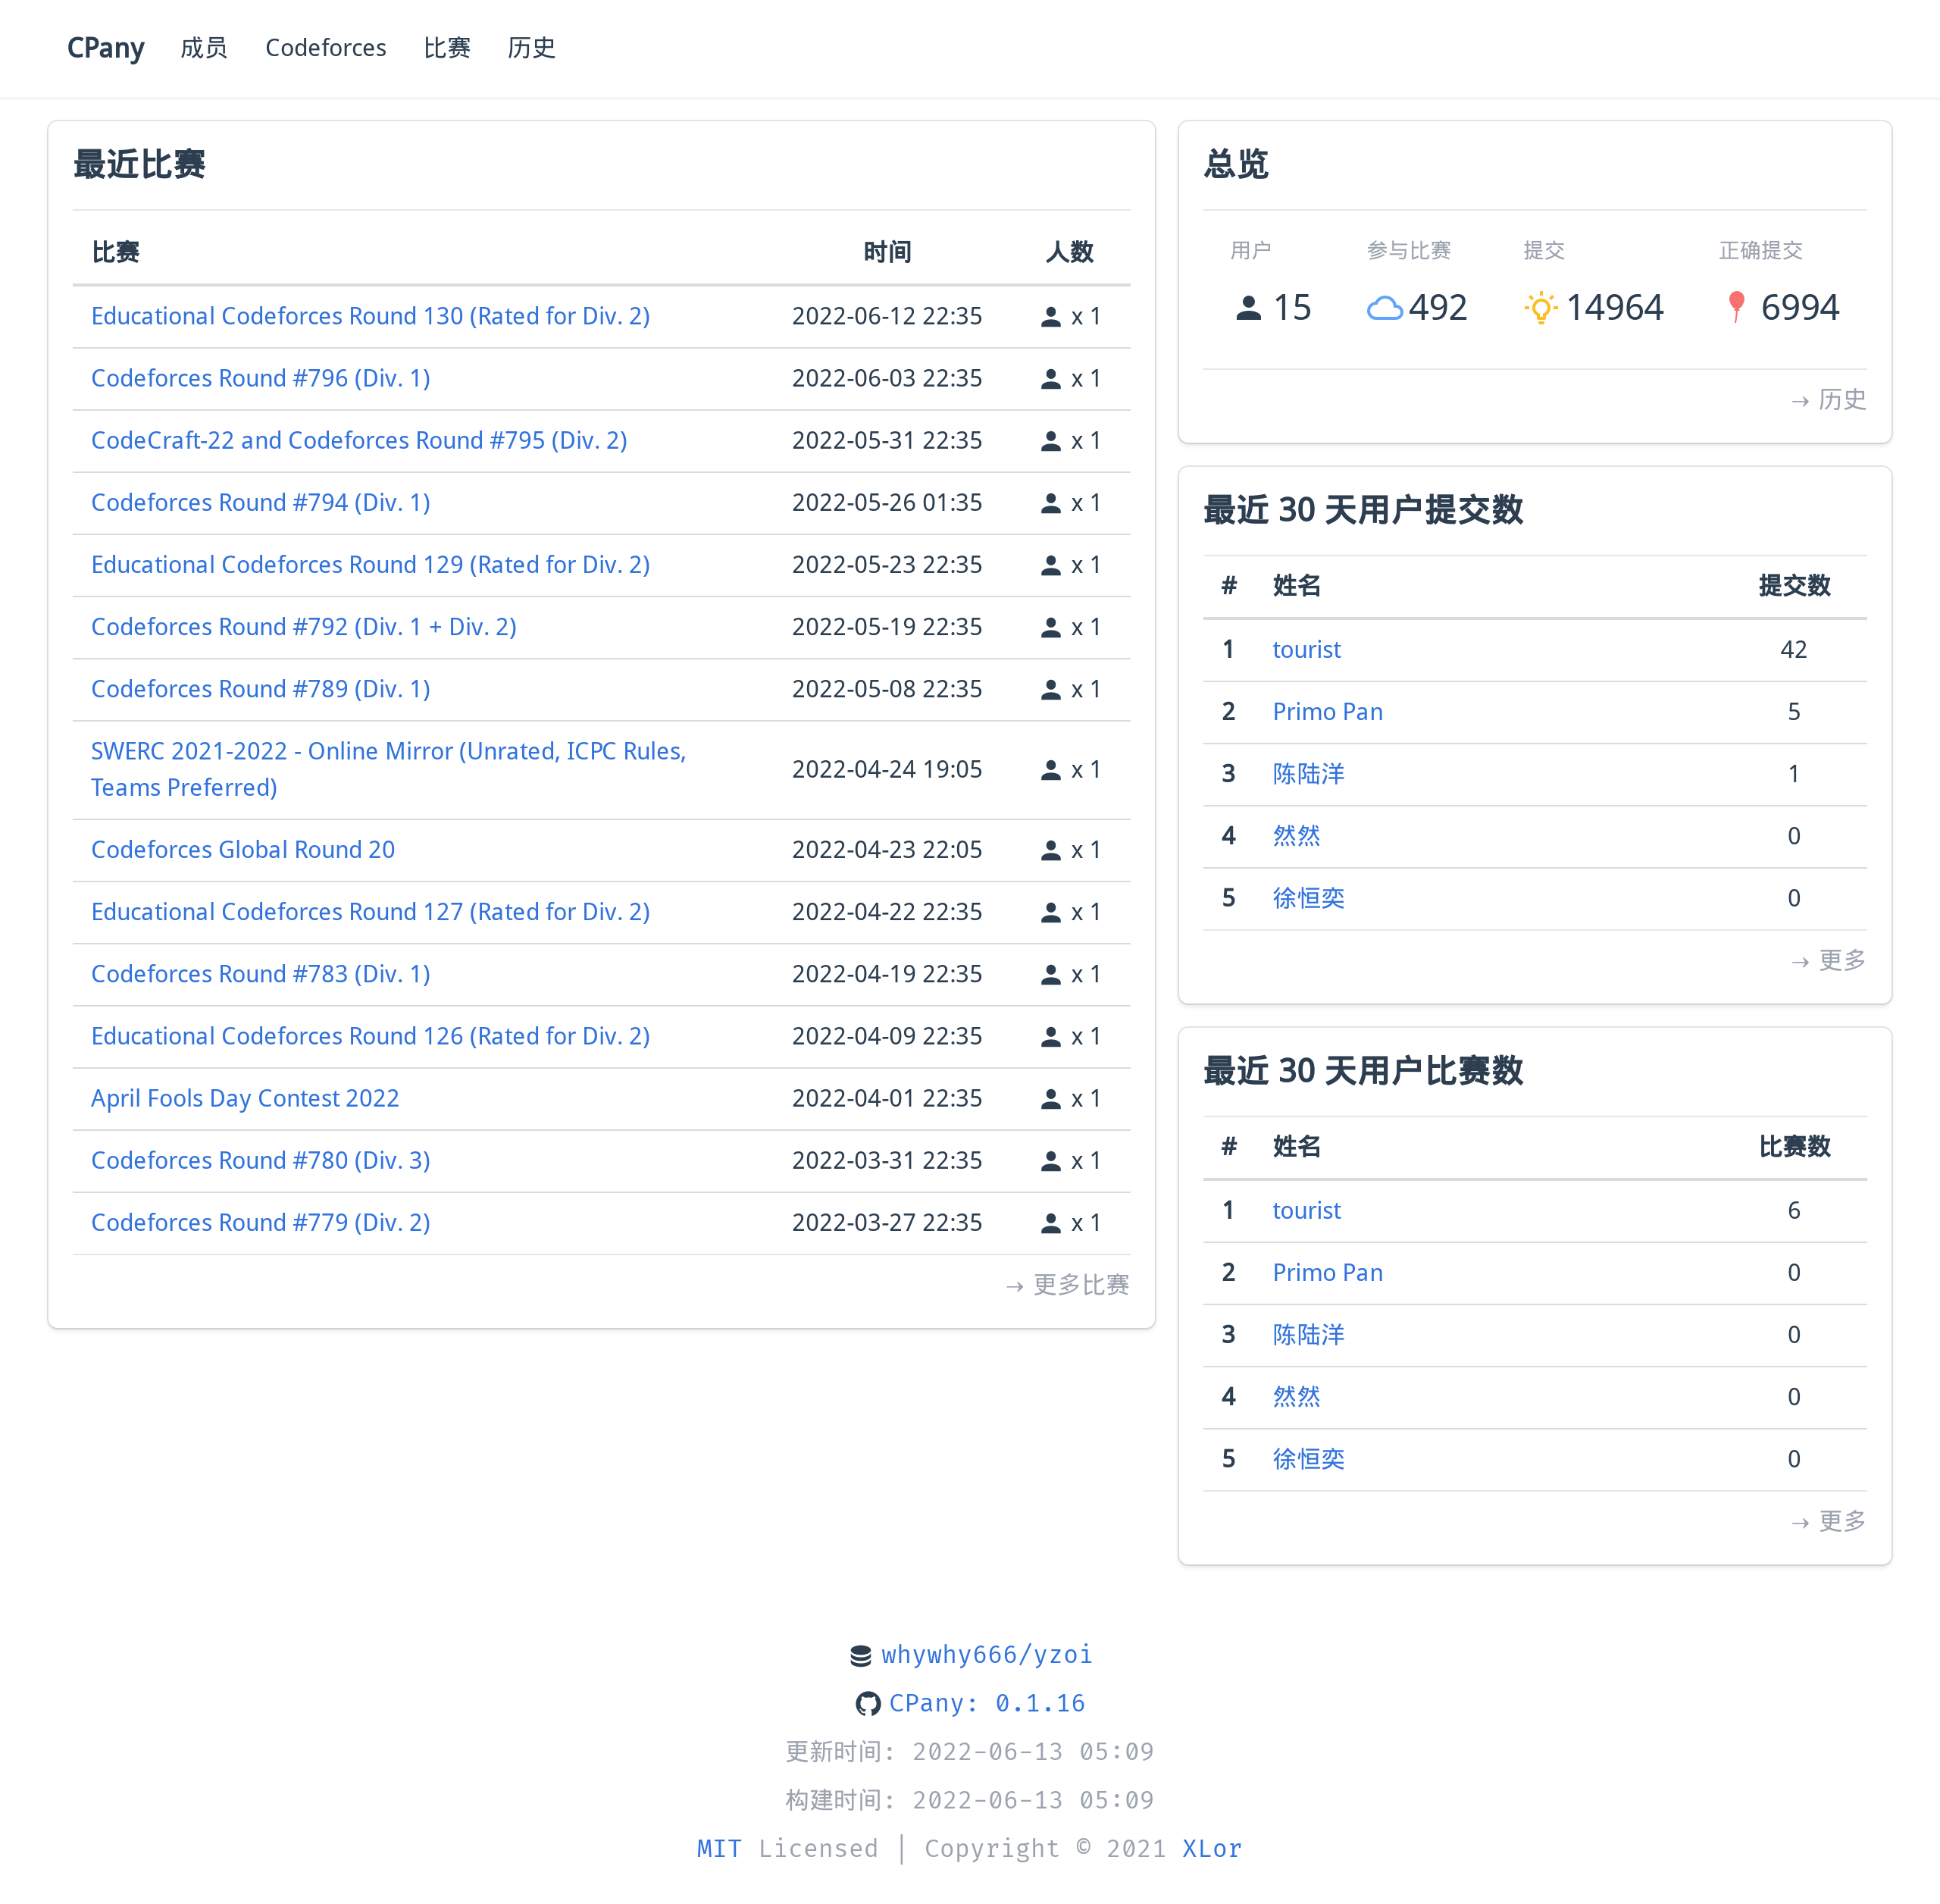 CPany 成员 Codeforces 比赛 历史
最近比赛
比赛 时间 人数
Educational Codeforces Round 130 (Rated for Div. 2) 2022-06-12 22:35 x 1
Codeforces Round #796 (Div. 1) 2022-06-03 22:35 x 1
CodeCraft-22 and Codeforces Round #795 (Div. 2) 2022-05-31 22:35 x 1
Codeforces Round #794 (Div. 1) 2022-05-26 01:35 x 1
Educational Codeforces Round 129 (Rated for Div. 2) 2022-05-23 22:35 x 1
Codeforces Round #792 (Div. 1 + Div. 2) 2022-05-19 22:35 x 1
Codeforces Round #789 (Div. 1) 2022-05-08 22:35 x 1
SWERC 2021-2022 - Online Mirror (Unrated, ICPC Rules,
Teams Preferred) 2022-04-24 19:05 x 1
Codeforces Global Round 20 2022-04-23 22:05 x 1
Educational Codeforces Round 127 (Rated for Div. 2) 2022-04-22 22:35 x 1
Codeforces Round #783 (Div. 1) 2022-04-19 22:35 x 1
Educational Codeforces Round 126 (Rated for Div. 2) 2022-04-09 22:35 x 1
April Fools Day Contest 2022 2022-04-01 22:35 x 1
Codeforces Round #780 (Div. 3) 2022-03-31 22:35 x 1
Codeforces Round #779 (Div. 2) 2022-03-27 22:35 x 1
→ 更多比赛
总览
用户 参与比赛 提交 正确提交
15 492 14964 6994
→ 历史
最近 30 天用户提交数
# 姓名 提交数
1 tourist 42
2 Primo Pan 5
3 陈陆洋 1
4 然然 0
5 徐恒奕 0
→ 更多
最近 30 天用户比赛数
# 姓名 比赛数
1 tourist 6
2 Primo Pan 0
3 陈陆洋 0
4 然然 0
5 徐恒奕 0
→ 更多
whywhy666/yzoi
CPany: 0.1.16
更新时间: 2022-06-13 05:09
构建时间: 2022-06-13 05:09
MIT Licensed | Copyright © 2021 XLor